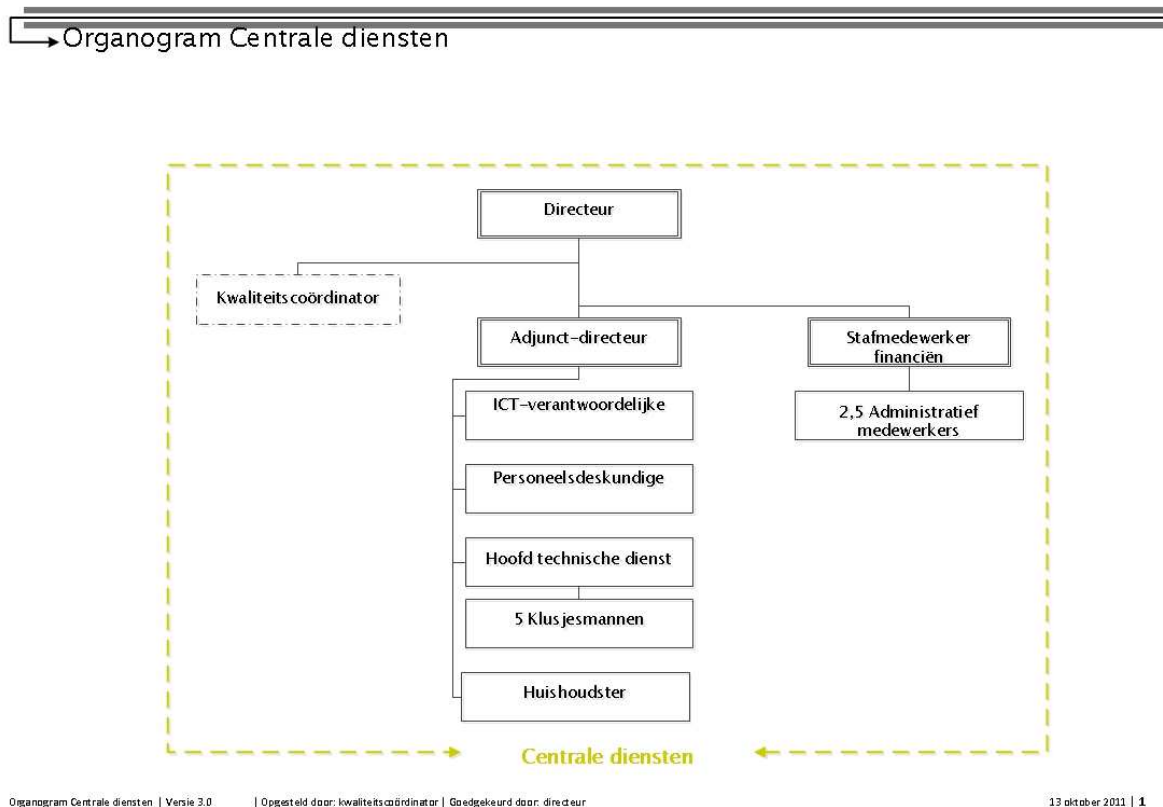 Organogram Centrale diensten
Directeur
Kwaliteitscoördinator
Adjunct-directeur
Stafmedewerker
financiën
ICT-verantwoordelijke
2,5 Administratief
medewerkers
Personeelsdeskundige
Hoofd technische dienst
5 Klusjesmannen
Huishoudster
Centrale diensten
Organogram Centrale diensten | Versie 3.0 | Opgesteld door: kwaliteitscoördinator | Goedgekeurd door: directeur 13 oktober 2011 | 1